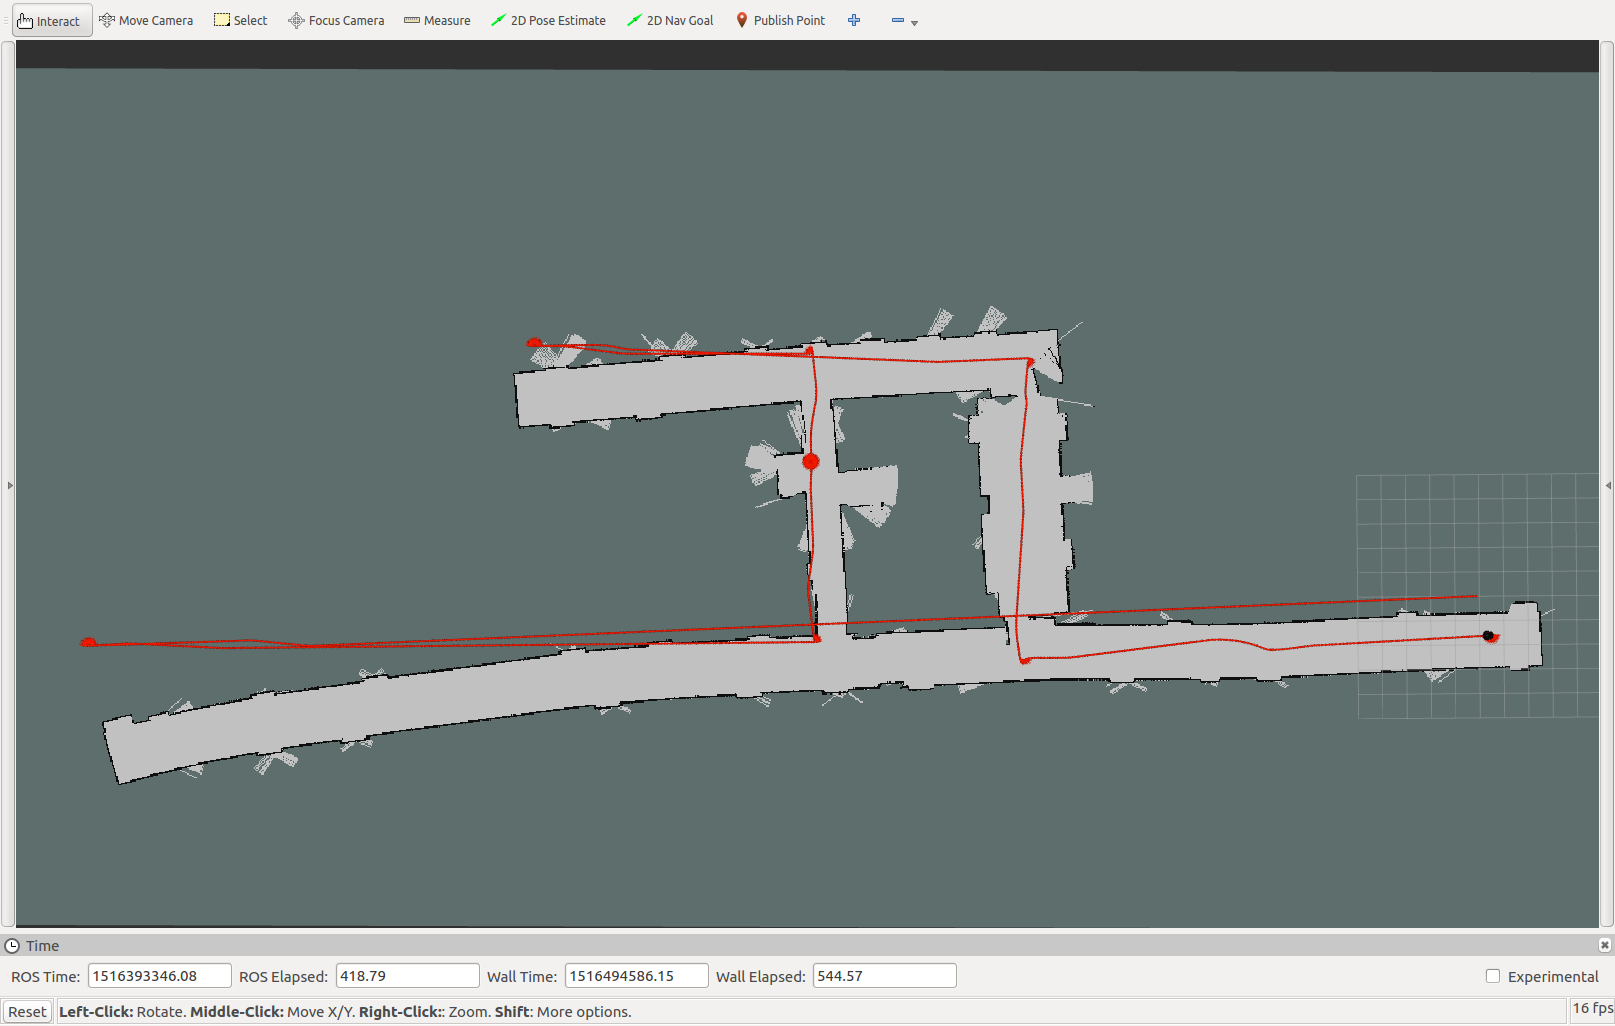 Interact Move Camera Select Focus Camera Measure 2D Pose Estimate 2D Nav Goal Publish Point
Time
ROS Time: 1516393346.08 ROS Elapsed: 418.79 Wall Time: 1516494586.15 Wall Elapsed: 544.57 Experimental
Reset Left-Click: Rotate. Middle-Click: Move X/Y. Right-Click:: Zoom. Shift: More options. 16 fps